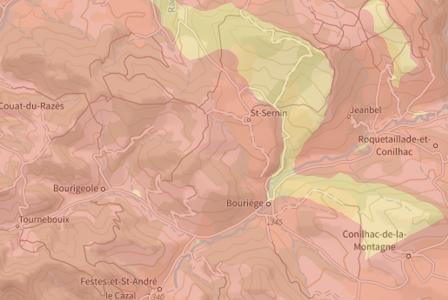 Couat-du-Razès
St-Sernin
Jeanbel
Roquetaillade-et-
Conilhac
Bourigeole
Bouriège
Tournebouix
Conilhac-de-la-
Montagne
Festes-et-St-André
le Cazal